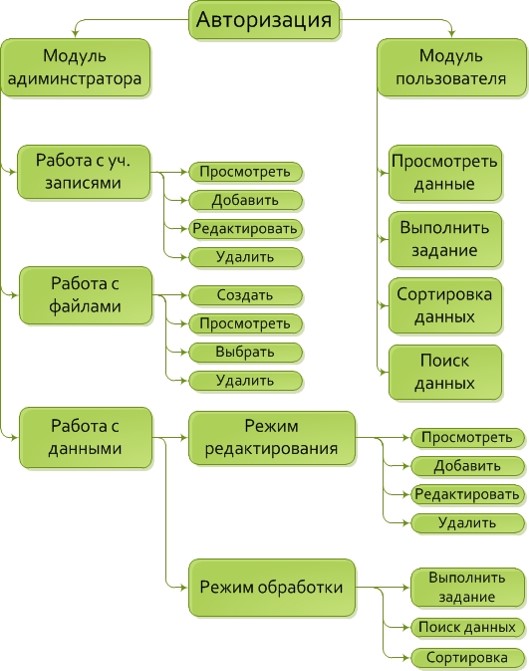 Авторизация
Модуль
адиминстратора
Модуль
пользователя
Работа с уч.
записями
Просмотреть
Добавить
Редактировать
Удалить
Работа с
файлами
Создать
Просмотреть
Выбрать
Удалить
Просмотреть
данные
Выполнить
задание
Сортировка
данных
Поиск
данных
Работа с
данными
Режим
редактирования
Просмотреть
Добавить
Редактировать
Удалить
Режим обработки
Выполнить
задание
Поиск данных
Сортировка